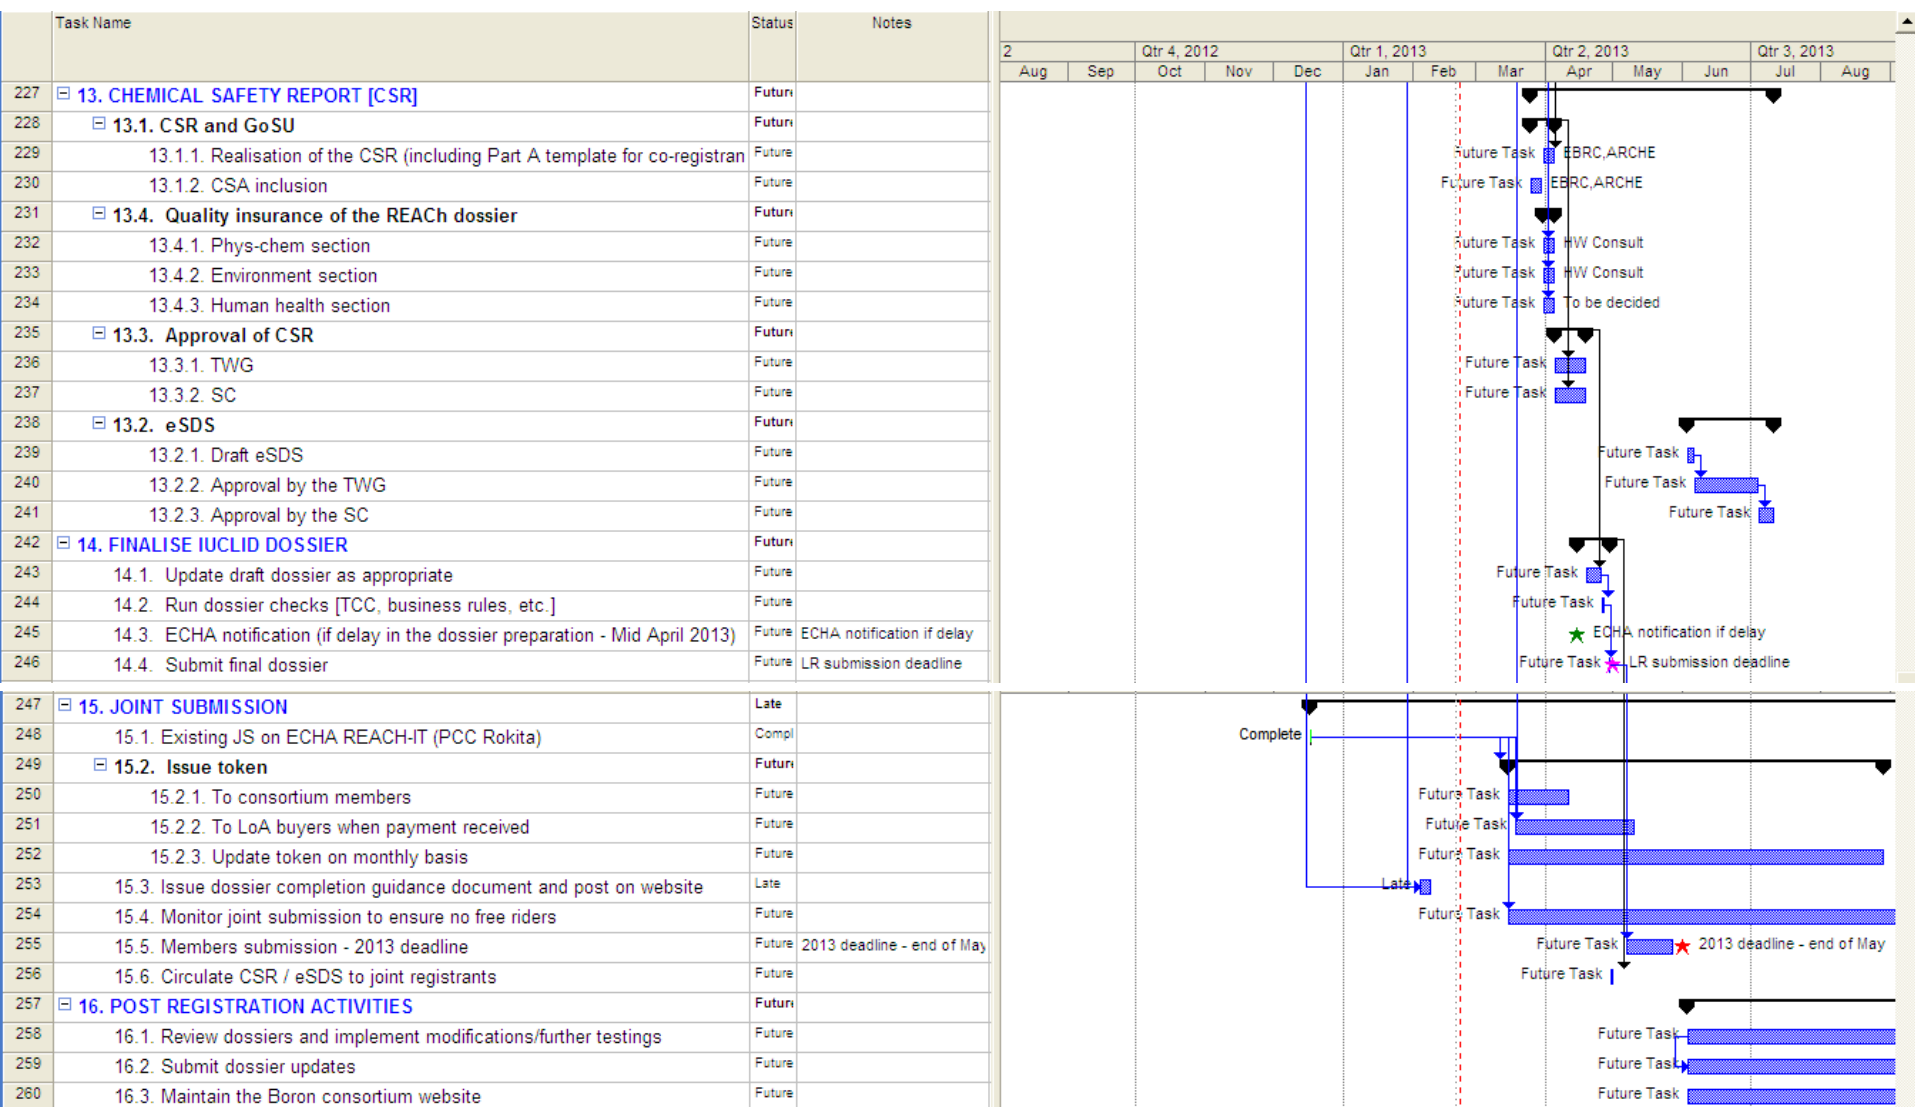 Task Name Status Notes
2 Qtr 4, 2012 Qtr 1, 2013 Qtr 2, 2013 Qtr 3, 2013
Aug Sep Oct Nov Dec Jan Feb Mar Apr May Jun Jul Aug
227 13. CHEMICAL SAFETY REPORT [CSR] Future
228 13.1. CSR and GoSU Future
229 13.1.1. Realisation of the CSR (including Part A template for co-registran Future Future Task EBRC,ARCHE
230 13.1.2. CSA inclusion Future Future Task EBRC,ARCHE
231 13.4. Quality insurance of the REACh dossier Future
232 13.4.1. Phys-chem section Future Future Task HW Consult
233 13.4.2. Environment section Future Future Task HW Consult
234 13.4.3. Human health section Future Future Task To be decided
235 13.3. Approval of CSR Future
236 13.3.1. TWG Future Future Task
237 13.3.2. SC Future Future Task
238 13.2. eSDS Future
239 13.2.1. Draft eSDS Future Future Task
240 13.2.2. Approval by the TWG Future Future Task
241 13.2.3. Approval by the SC Future Future Task
242 14. FINALISE IUCLID DOSSIER Future
243 14.1. Update draft dossier as appropriate Future Future Task
244 14.2. Run dossier checks [TCC, business rules, etc.] Future Future Task
245 14.3. ECHA notification (if delay in the dossier preparation - Mid April 2013) Future ECHA notification if delay ECHA notification if delay
246 14.4. Submit final dossier Future LR submission deadline Future Task LR submission deadline
247 15. JOINT SUBMISSION Late
248 15.1. Existing JS on ECHA REACH-IT (PCC Rokita) Compl Complete
249 15.2. Issue token Future
250 15.2.1. To consortium members Future Future Task
251 15.2.2. To LoA buyers when payment received Future Future Task
252 15.2.3. Update token on monthly basis Future Future Task
253 15.3. Issue dossier completion guidance document and post on website Late Late
254 15.4. Monitor joint submission to ensure no free riders Future Future Task
255 15.5. Members submission - 2013 deadline Future 2013 deadline - end of May Future Task 2013 deadline - end of May
256 15.6. Circulate CSR / eSDS to joint registrants Future Future Task
257 16. POST REGISTRATION ACTIVITIES Future
258 16.1. Review dossiers and implement modifications/further testings Future Future Task
259 16.2. Submit dossier updates Future Future Task
260 16.3. Maintain the Boron consortium website Future Future Task